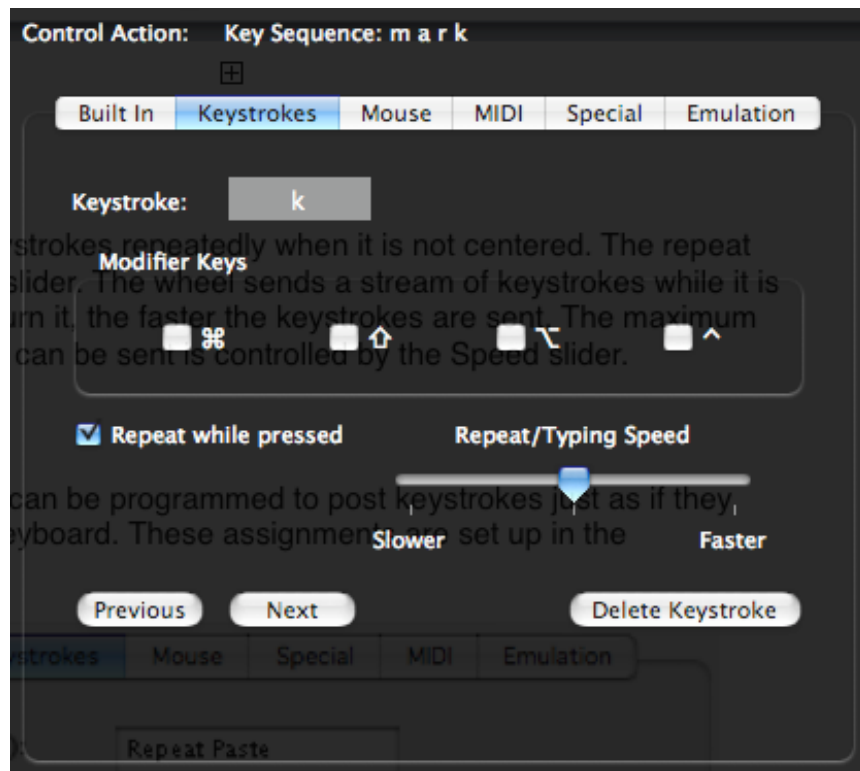 Control Action: Key Sequence: m a r k
Built In Keystrokes Mouse MIDI Special Emulation
Keystroke: k
strokes repeatedly when it is not centered. The repeat
Modifier Keys
slider. The wheel sends a stream of keystrokes while it is
urn it, the faster the keystrokes are sent. The maximum
⌘ ⇧ ⌥ ^
can be sent is controlled by the Speed slider.
Repeat while pressed Repeat/Typing Speed
can be programmed to post keystrokes just as if they,
yboard. These assignments are set up in the
Slower Faster
Previous Next Delete Keystroke
strokes Mouse Special MIDI Emulation
Repeat Paste